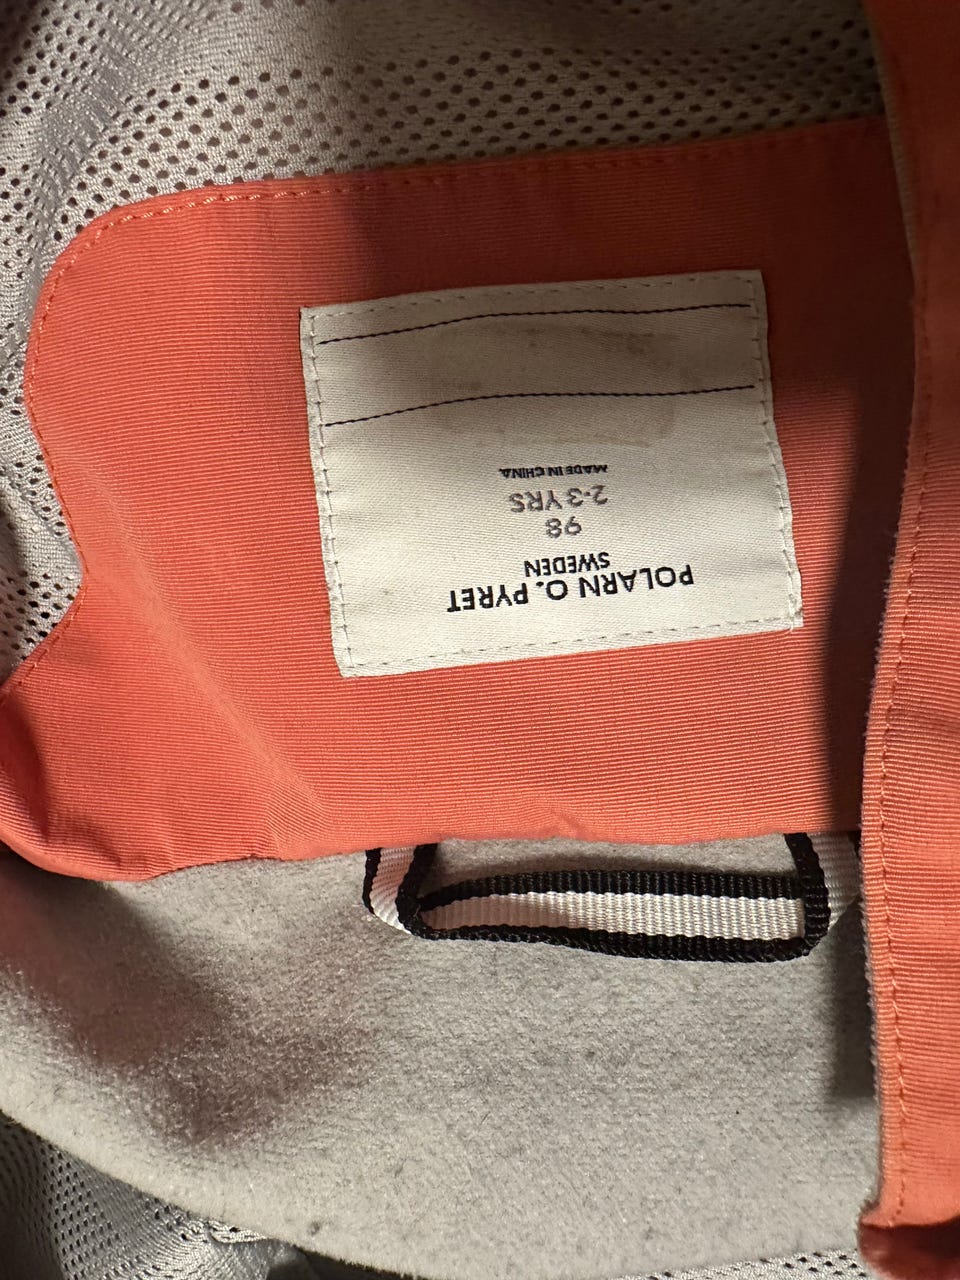 POLARN O. PYRET
SWEDEN
98
2-3 YRS
MADE IN CHINA